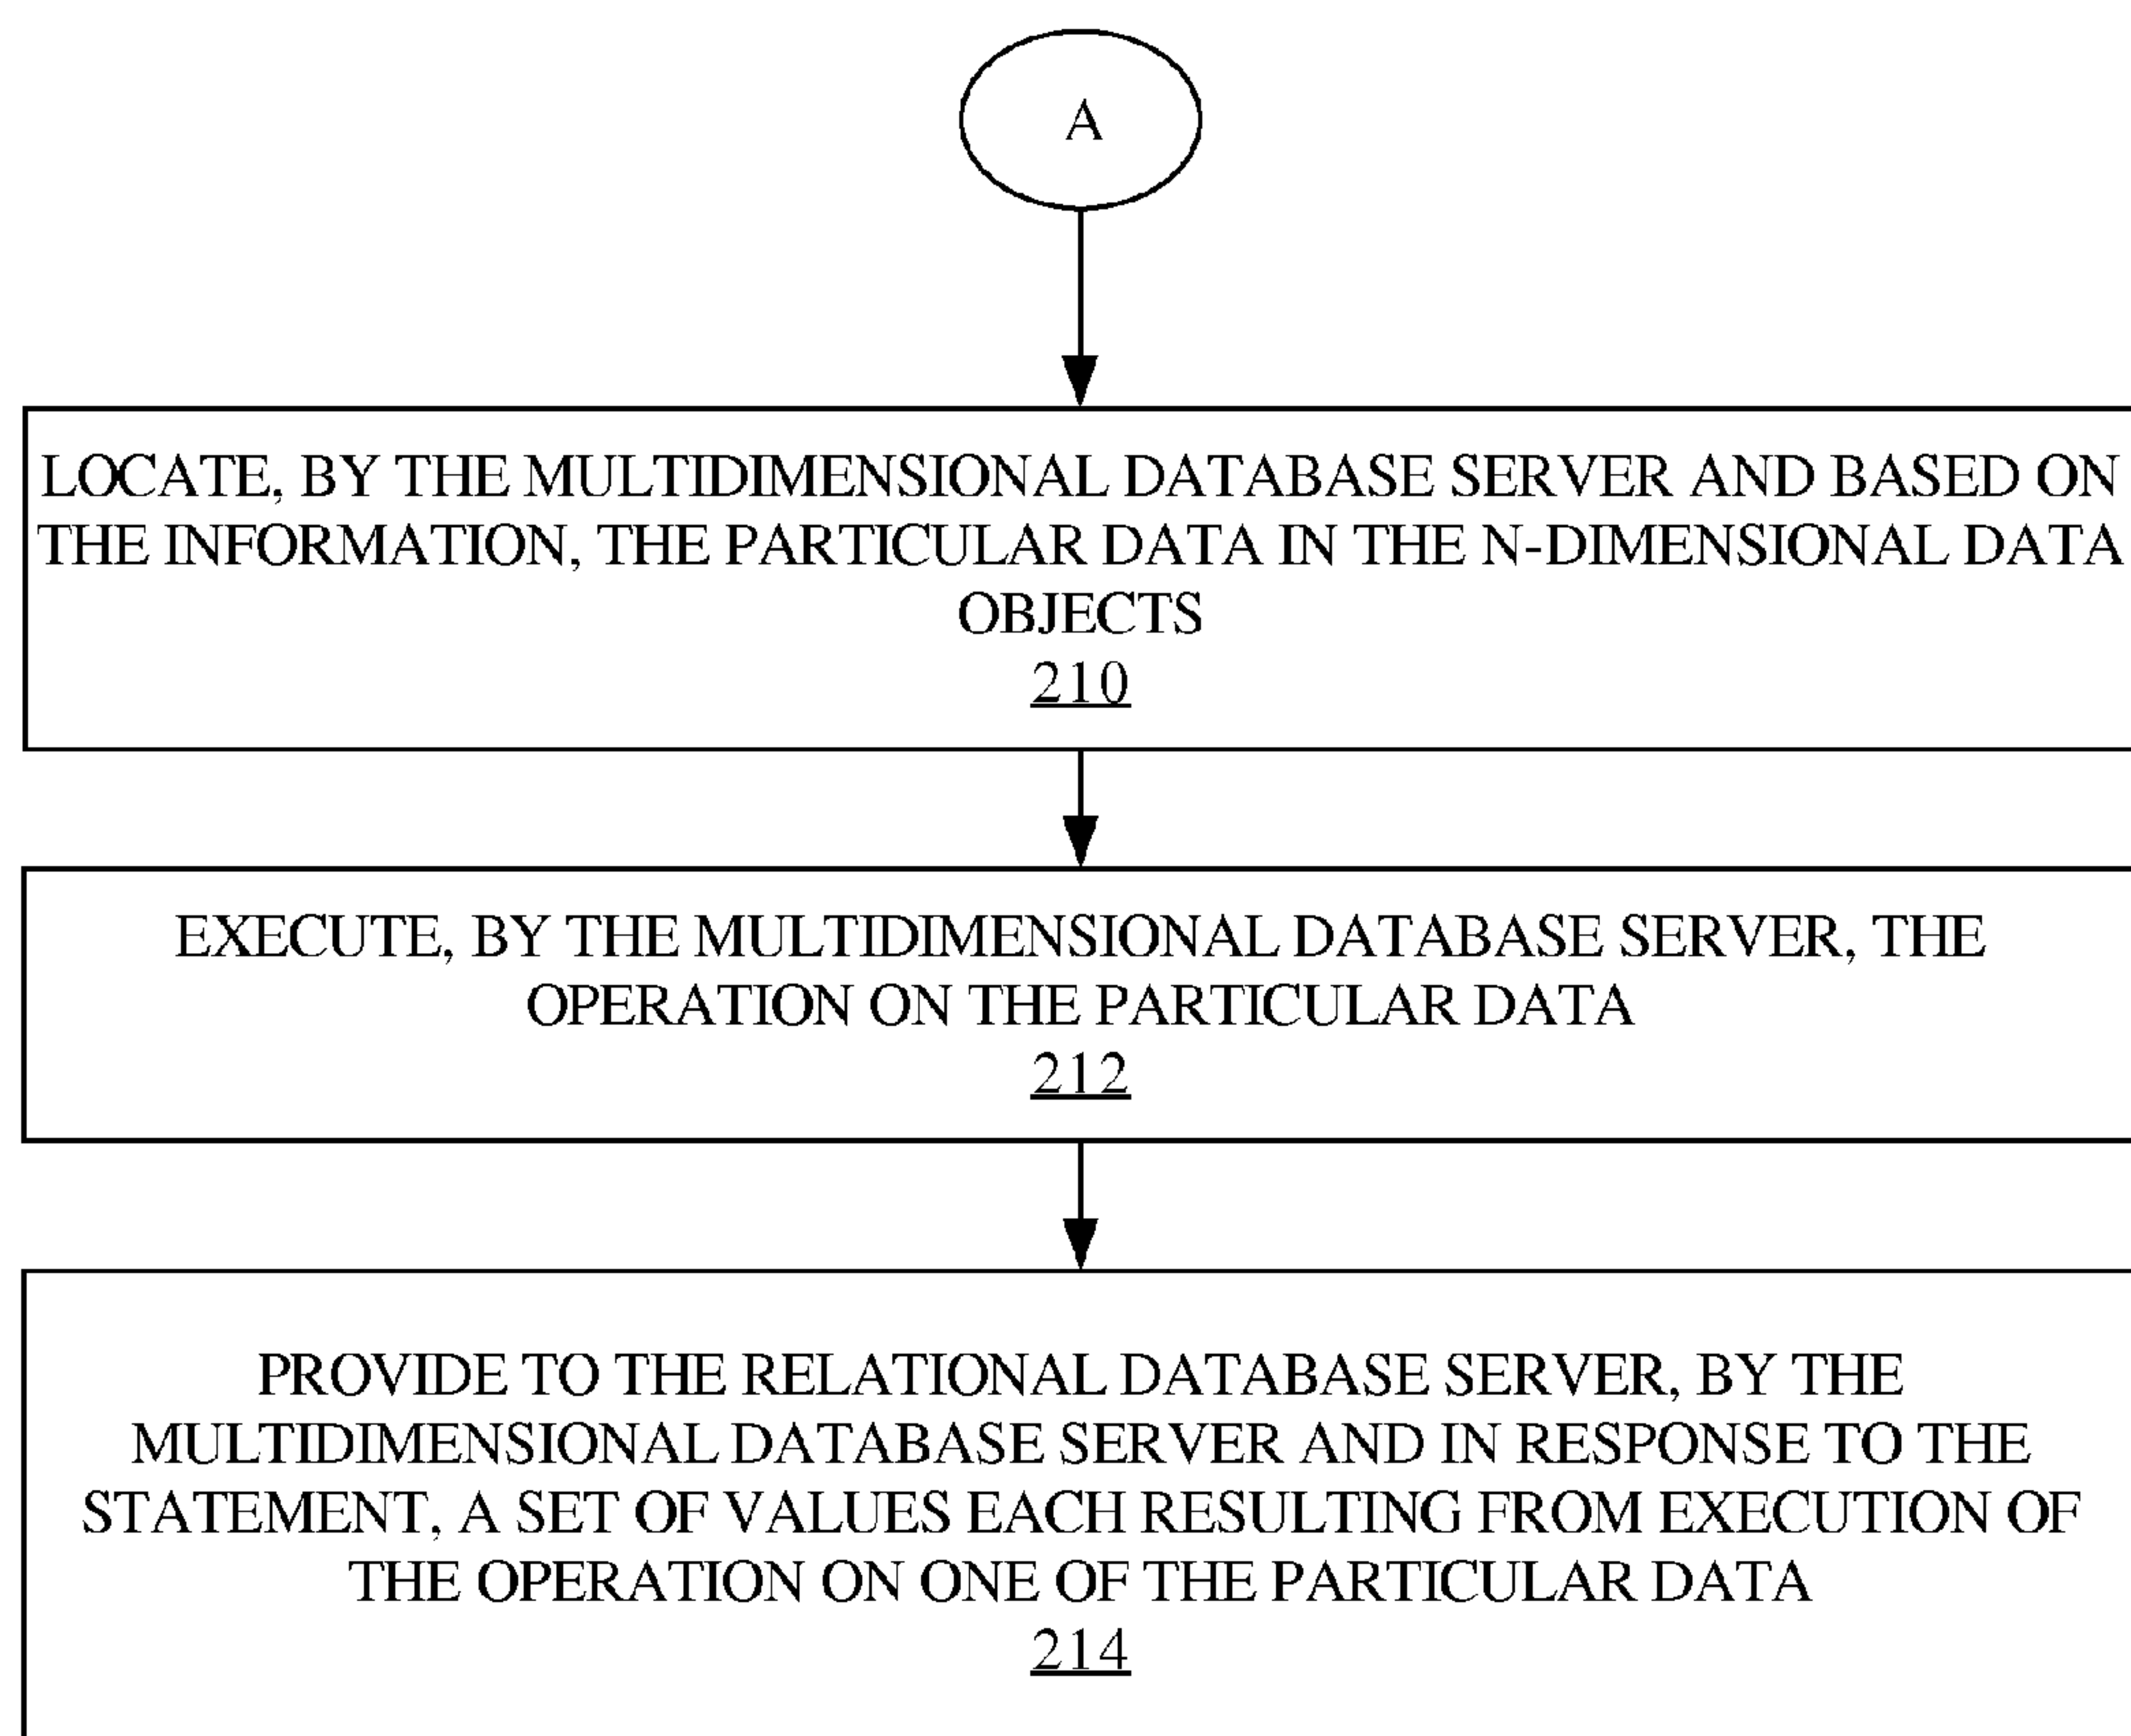 A
LOCATE, BY THE MULTIDIMENSIONAL DATABASE SERVER AND BASED ON
THE INFORMATION, THE PARTICULAR DATA IN THE N-DIMENSIONAL DATA
OBJECTS
210
EXECUTE, BY THE MULTIDIMENSIONAL DATABASE SERVER, THE
OPERATION ON THE PARTICULAR DATA
212
PROVIDE TO THE RELATIONAL DATABASE SERVER, BY THE
MULTIDIMENSIONAL DATABASE SERVER AND IN RESPONSE TO THE
STATEMENT, A SET OF VALUES EACH RESULTING FROM EXECUTION OF
THE OPERATION ON ONE OF THE PARTICULAR DATA
214